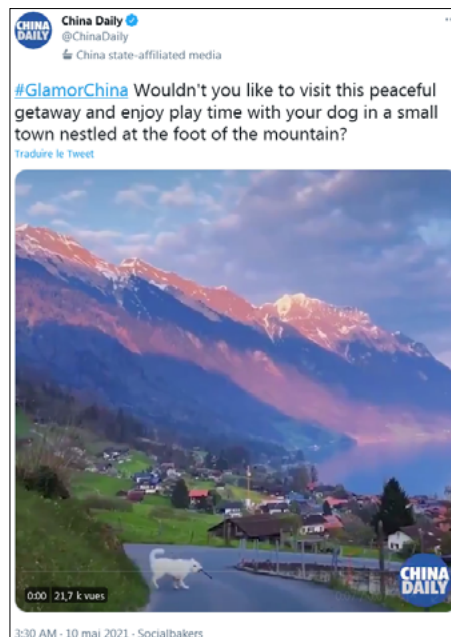 CHINA
DAILY
China Daily
@ChinaDaily
China state-affiliated media
#GlamorChina Wouldn't you like to visit this peaceful
getaway and enjoy play time with your dog in a small
town nestled at the foot of the mountain?
Traduire le Tweet
0:00 21,7 k vues
CHINA
DAILY
3:30 AM · 10 mai 2021 · Socialbakers